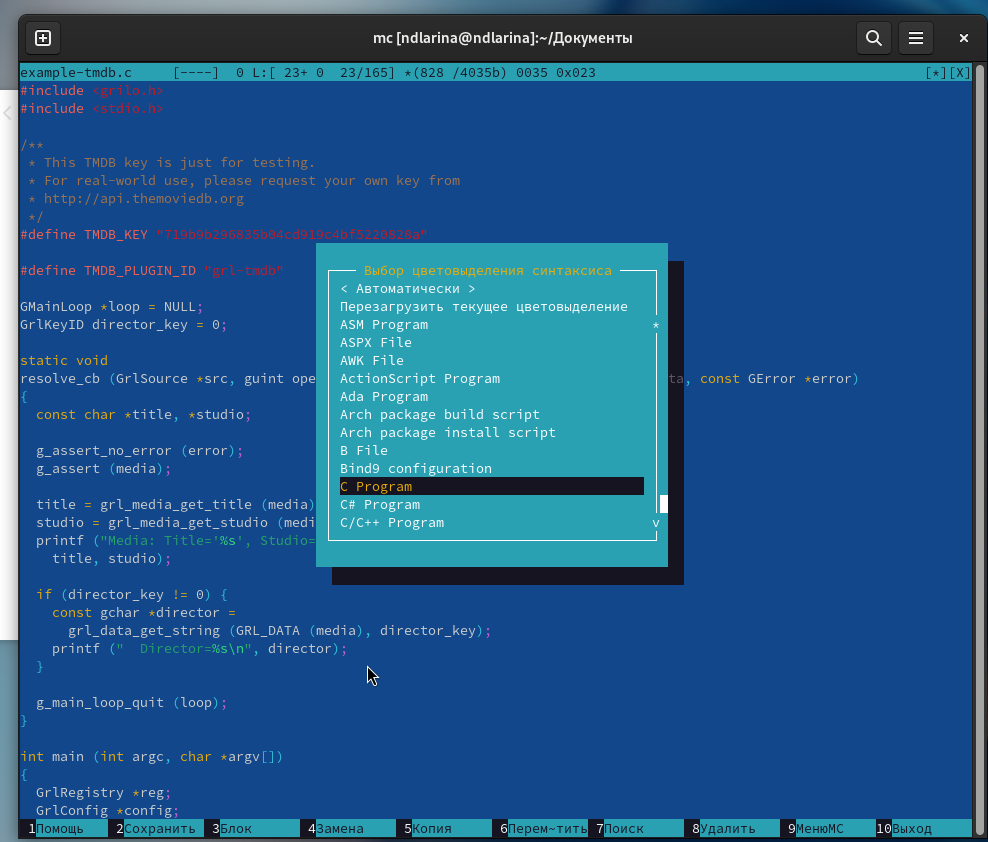 mc [ndlarina@ndlarina]:~/Документы
example-tmdb.c [----] 0 L:[ 23+ 0 23/165] *(828 /4035b) 0035 0x023 [*][X]
#include <grilo.h>
#include <stdio.h>
/**
* This TMDB key is just for testing.
* For real-world use, please request your own key from
* http://api.themoviedb.org
*/
#define TMDB_KEY "719b9b296835b04cd919c4bf5220828a"
#define TMDB_PLUGIN_ID "grl-tmdb"
GMainLoop *loop = NULL;
GrlKeyID director_key = 0;
static void
resolve_cb (GrlSource *src, guint ope ta, const GError *error)
{
const char *title, *studio;
g_assert_no_error (error);
g_assert (media);
title = grl_media_get_title (media)
studio = grl_media_get_studio (medi
printf ("Media: Title='%s', Studio=
title, studio);
if (director_key != 0) {
const gchar *director =
grl_data_get_string (GRL_DATA (media), director_key);
printf (" Director=%s\n", director);
}
g_main_loop_quit (loop);
}
int main (int argc, char *argv[])
{
GrlRegistry *reg;
GrlConfig *config;
Выбор цветовыделения синтаксиса
< Автоматически >
Перезагрузить текущее цветовыделение
ASM Program
ASPX File
AWK File
ActionScript Program
Ada Program
Arch package build script
Arch package install script
B File
Bind9 configuration
C Program
C# Program
C/C++ Program
1Помощь 2Сохранить 3Блок 4Замена 5Копия 6Перем~тить 7Поиск 8Удалить 9МенюMC 10Выход